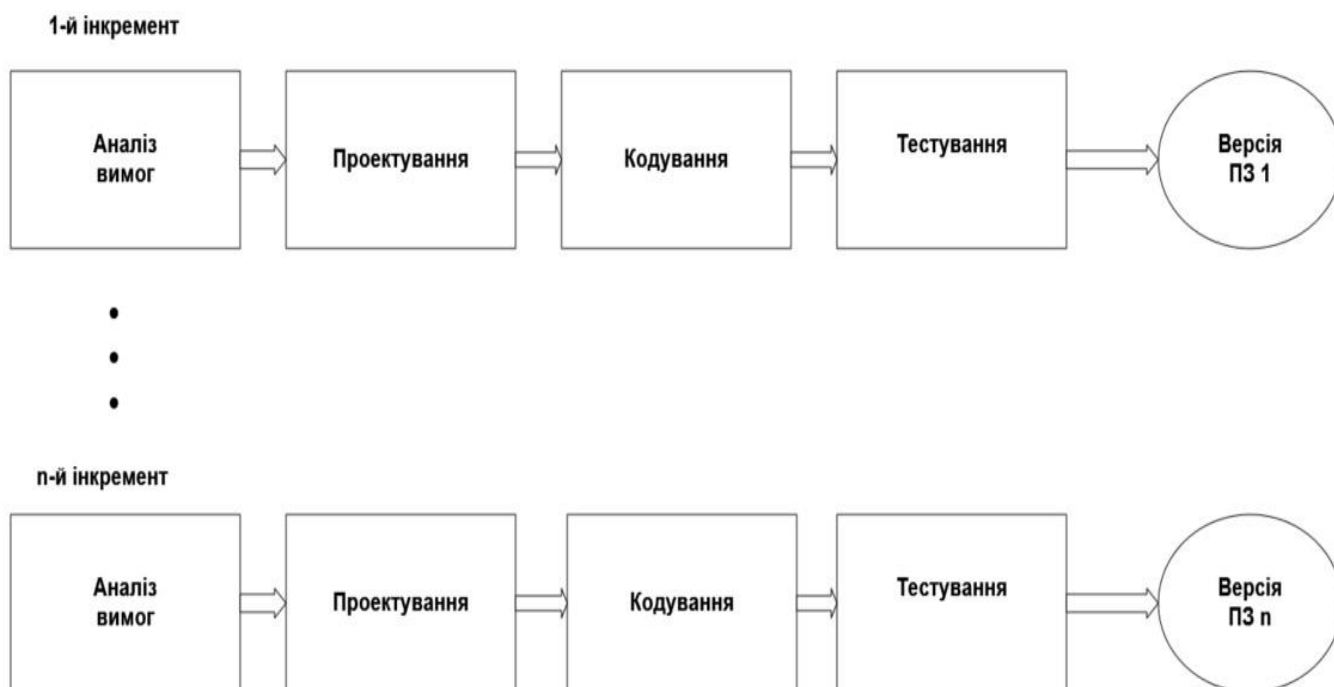 1-й інкремент
Аналіз
вимог
Проектування
Кодування
Тестування
Версія
ПЗ 1
n-й інкремент
Аналіз
вимог
Проектування
Кодування
Тестування
Версія
ПЗ n